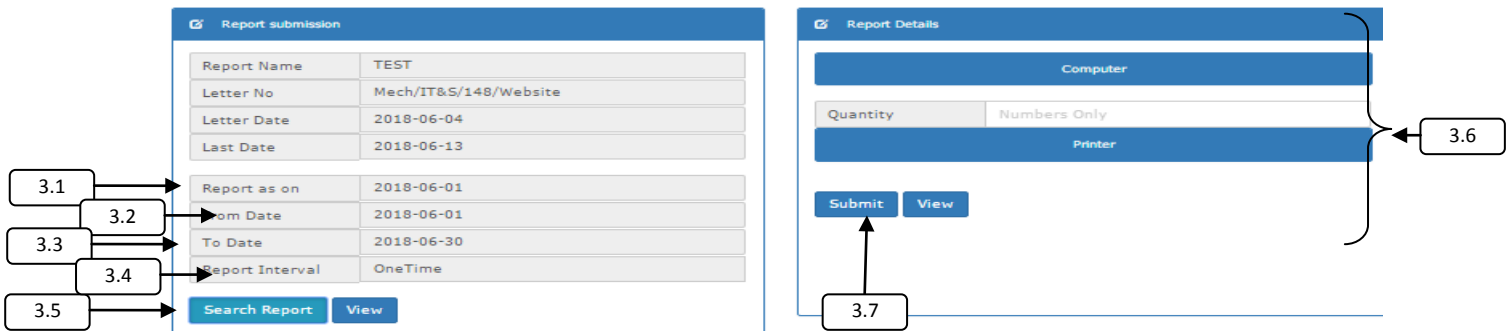 Report submission
Report Name TEST
Letter No Mech/IT&S/148/Website
Letter Date 2018-06-04
Last Date 2018-06-13
3.1 Report as on 2018-06-01
3.2 om Date 2018-06-01
3.3 To Date 2018-06-30
3.4 Report Interval OneTime
3.5 Search Report View
Report Details
Computer
Quantity Numbers Only
Printer
3.6
Submit View
3.7